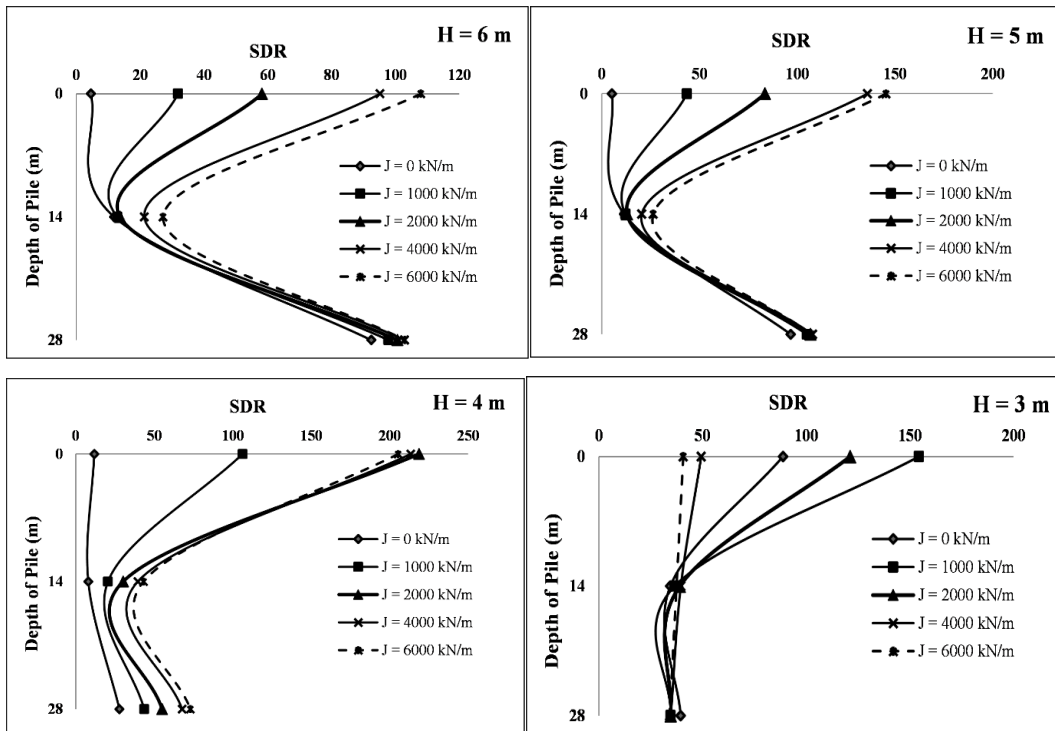 H = 6 m
SDR
0 20 40 60 80 100 120
0
14
28
Depth of Pile (m)
J = 0 kN/m
J = 1000 kN/m
J = 2000 kN/m
J = 4000 kN/m
J = 6000 kN/m
H = 5 m
SDR
0 50 100 150 200
0
14
28
Depth of Pile (m)
J = 0 kN/m
J = 1000 kN/m
J = 2000 kN/m
J = 4000 kN/m
J = 6000 kN/m
H = 4 m
SDR
0 50 100 150 200 250
0
14
28
Depth of Pile (m)
J = 0 kN/m
J = 1000 kN/m
J = 2000 kN/m
J = 4000 kN/m
J = 6000 kN/m
H = 3 m
SDR
0 50 100 150 200
0
14
28
Depth of Pile (m)
J = 0 kN/m
J = 1000 kN/m
J = 2000 kN/m
J = 4000 kN/m
J = 6000 kN/m